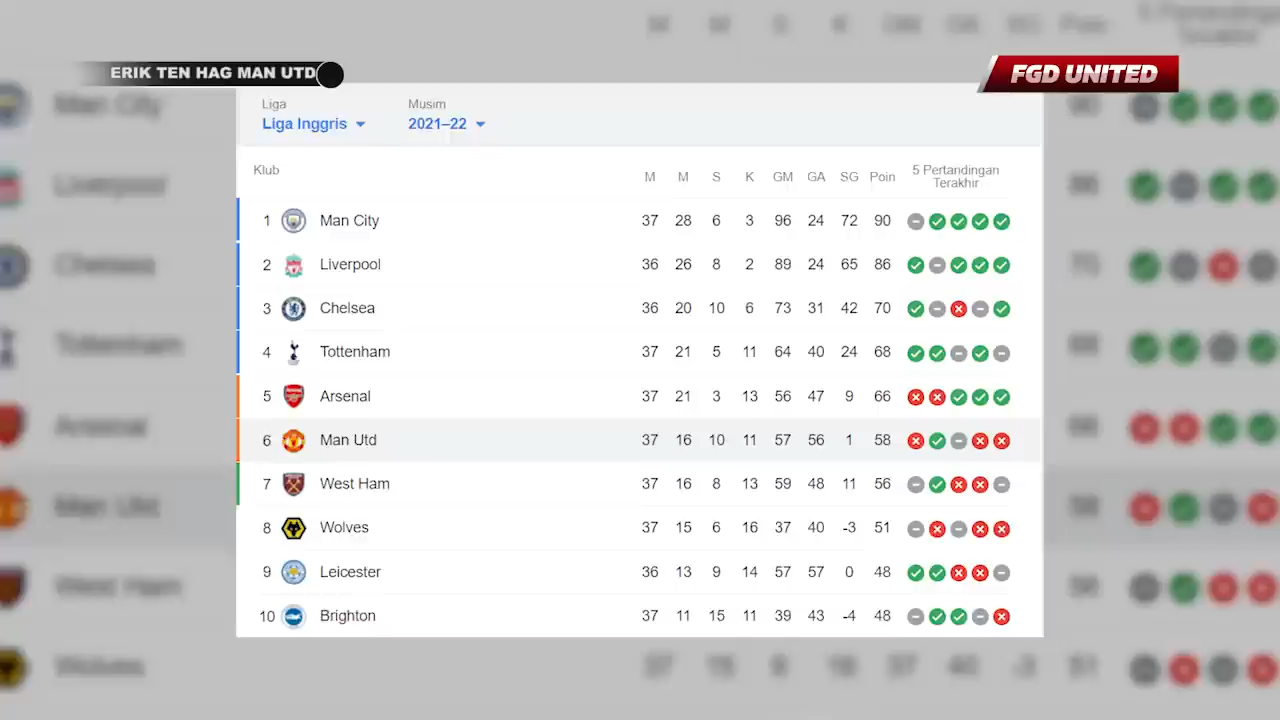 ERIK TEN HAG MAN UTD
FGD UNITED
Liga Musim
Liga Inggris 2021–22
Klub M M S K GM GA SG Poin 5 Pertandingan
Terakhir
1 Man City 37 28 6 3 96 24 72 90
2 Liverpool 36 26 8 2 89 24 65 86
3 Chelsea 36 20 10 6 73 31 42 70
4 Tottenham 37 21 5 11 64 40 24 68
5 Arsenal 37 21 3 13 56 47 9 66
6 Man Utd 37 16 10 11 57 56 1 58
7 West Ham 37 16 8 13 59 48 11 56
8 Wolves 37 15 6 16 37 40 -3 51
9 Leicester 36 13 9 14 57 57 0 48
10 Brighton 37 11 15 11 39 43 -4 48